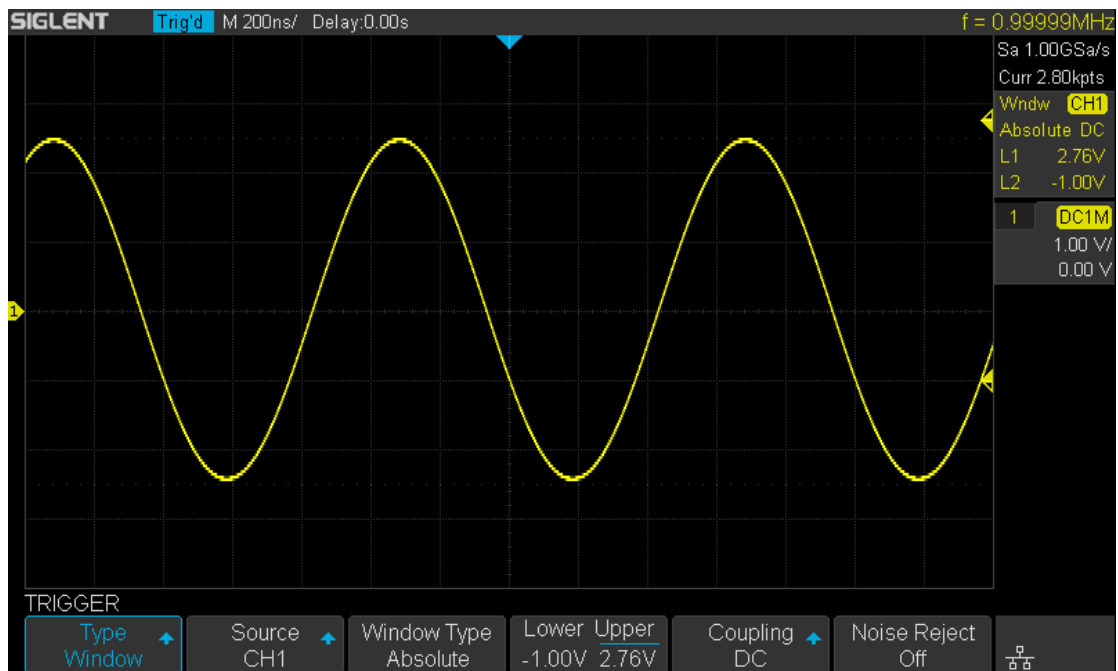 SIGLENT Trig'd M 200ns/ Delay:0.00s f = 0.99999MHz
Sa 1.00GSa/s
Curr 2.80kpts
Wndw CH1
Absolute DC
L1 2.76V
L2 -1.00V
1 DC1M
1.00 V/
0.00 V
1
TRIGGER
Type Source Window Type Lower Upper Coupling Noise Reject
Window CH1 Absolute -1.00V 2.76V DC Off